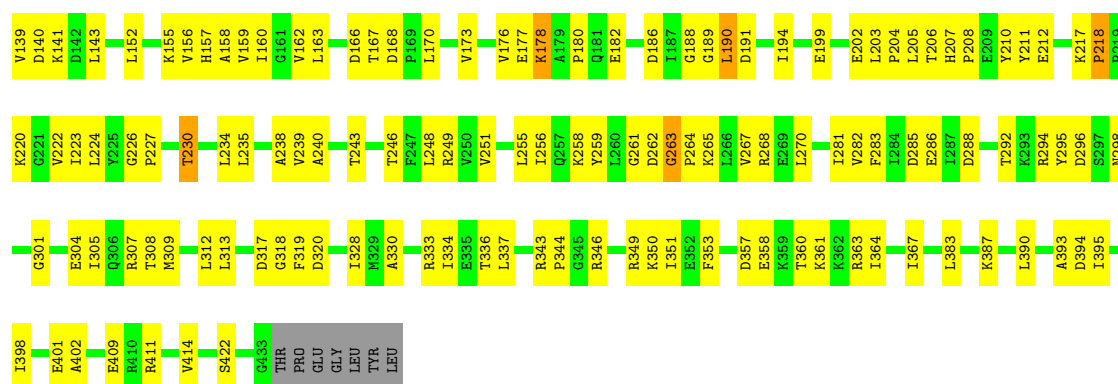 V139 D140 K141 D142 L143 L152 K155 V156 H157 A158 V159 I160 G161 V162 L163 D166 T167 D168 P169 L170 V173 V176 E177 K178 A179 P180 Q181 E182 D186 I187 G188 G189 L190 D191 I194 E199 E202 L203 P204 L205 T206 H207 P208 E209 Y210 Y211 E212 K217 P218
K220 G221 V222 I223 L224 Y225 G226 P227 T230 L234 L235 A238 V239 A240 T243 T246 F247 L248 R249 V250 V251 L255 I256 Q257 K258 Y259 L260 G261 D262 G263 P264 K265 L266 V267 R268 E269 L270 I281 V282 F283 I284 D285 E286 I287 D288 T292 K293 R294 Y295 D296 S297
G301 E304 I305 Q306 R307 T308 M309 L312 L313 D317 G318 F319 D320 I328 M329 A330 R333 I334 E335 T336 L337 R343 P344 G345 R346 R349 K350 I351 E352 F353 D357 E358 K359 T360 K361 K362 R363 I364 I367 L383 K387 L390 A393 D394 I395
I398 E401 A402 E409 R410 R411 V414 S422 G433 THR PRO GLU GLY LEU TYR LEU